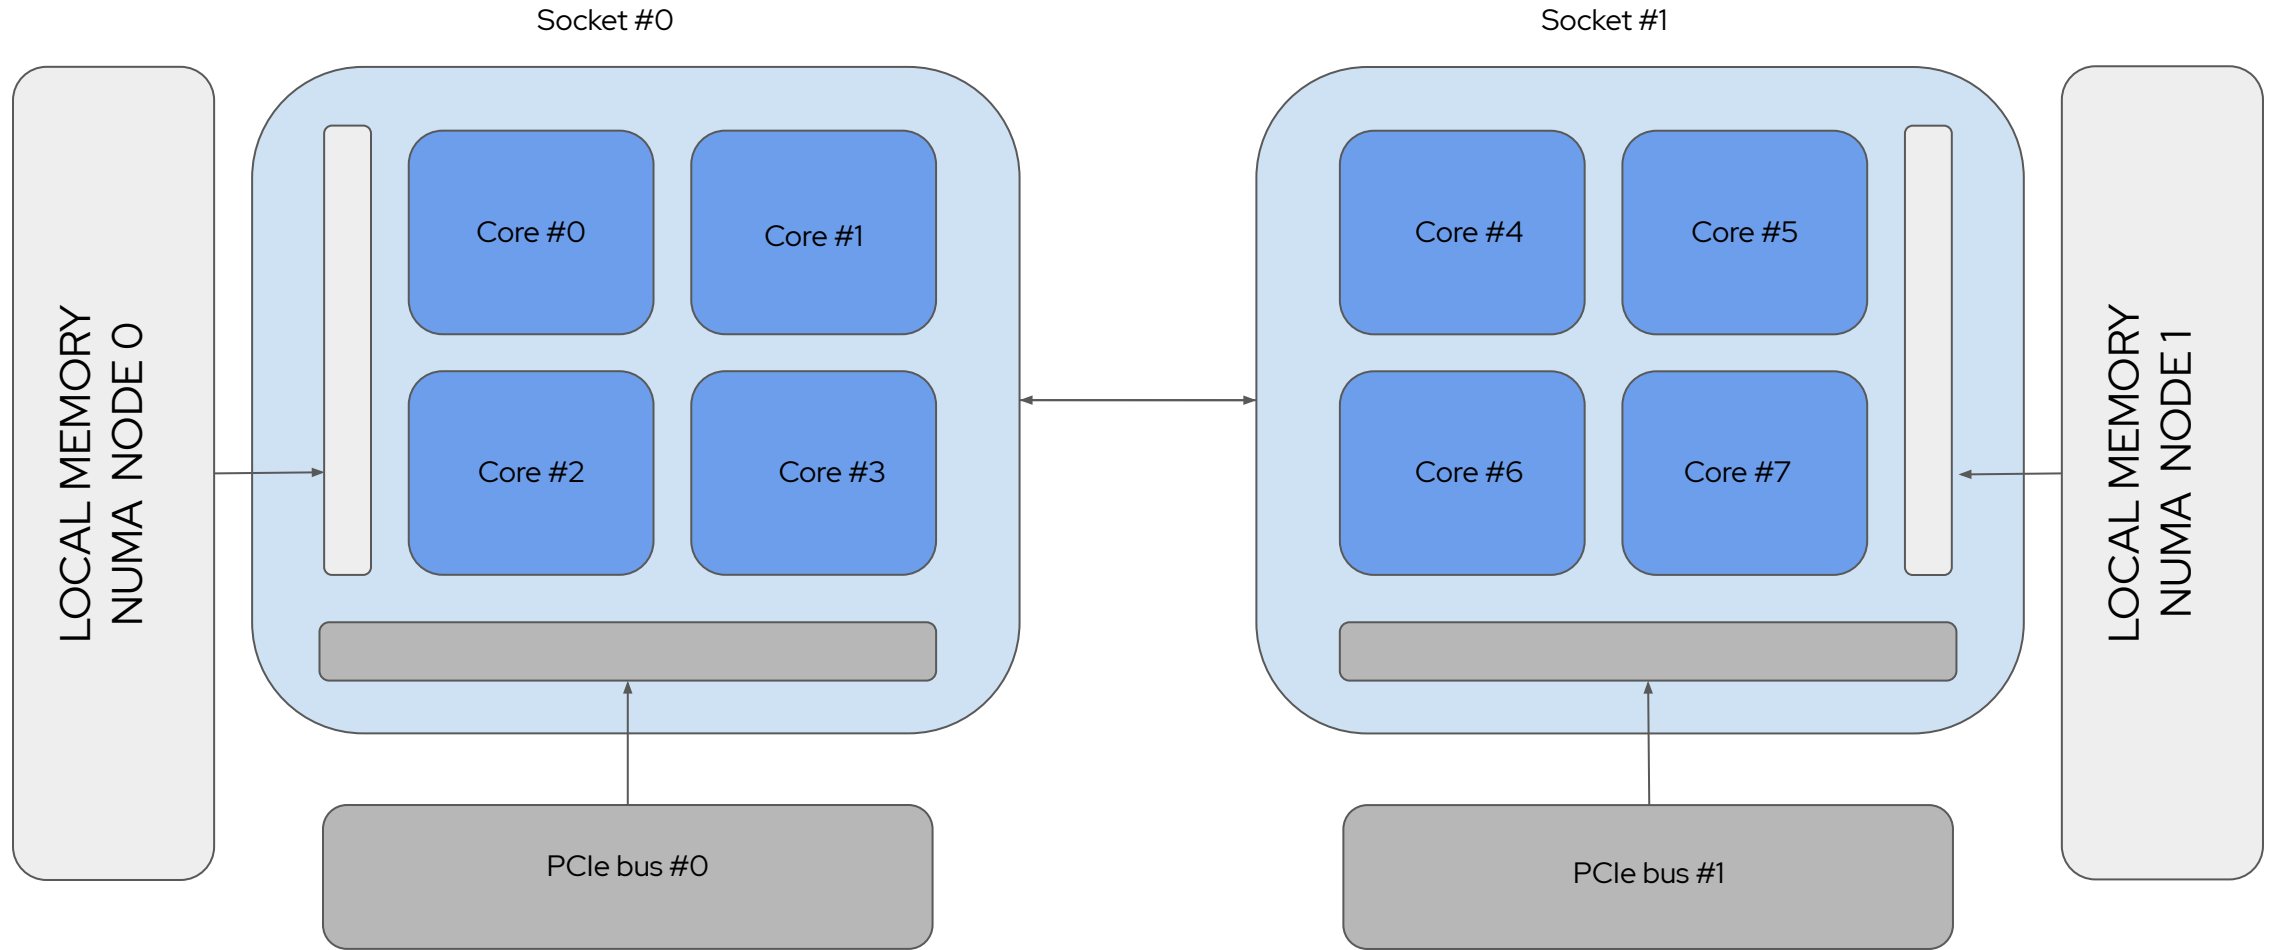 Socket #0
Socket #1
LOCAL MEMORY
NUMA NODE 0
Core #0
Core #1
Core #2
Core #3
Core #4
Core #5
Core #6
Core #7
LOCAL MEMORY
NUMA NODE 1
PCIe bus #0
PCIe bus #1